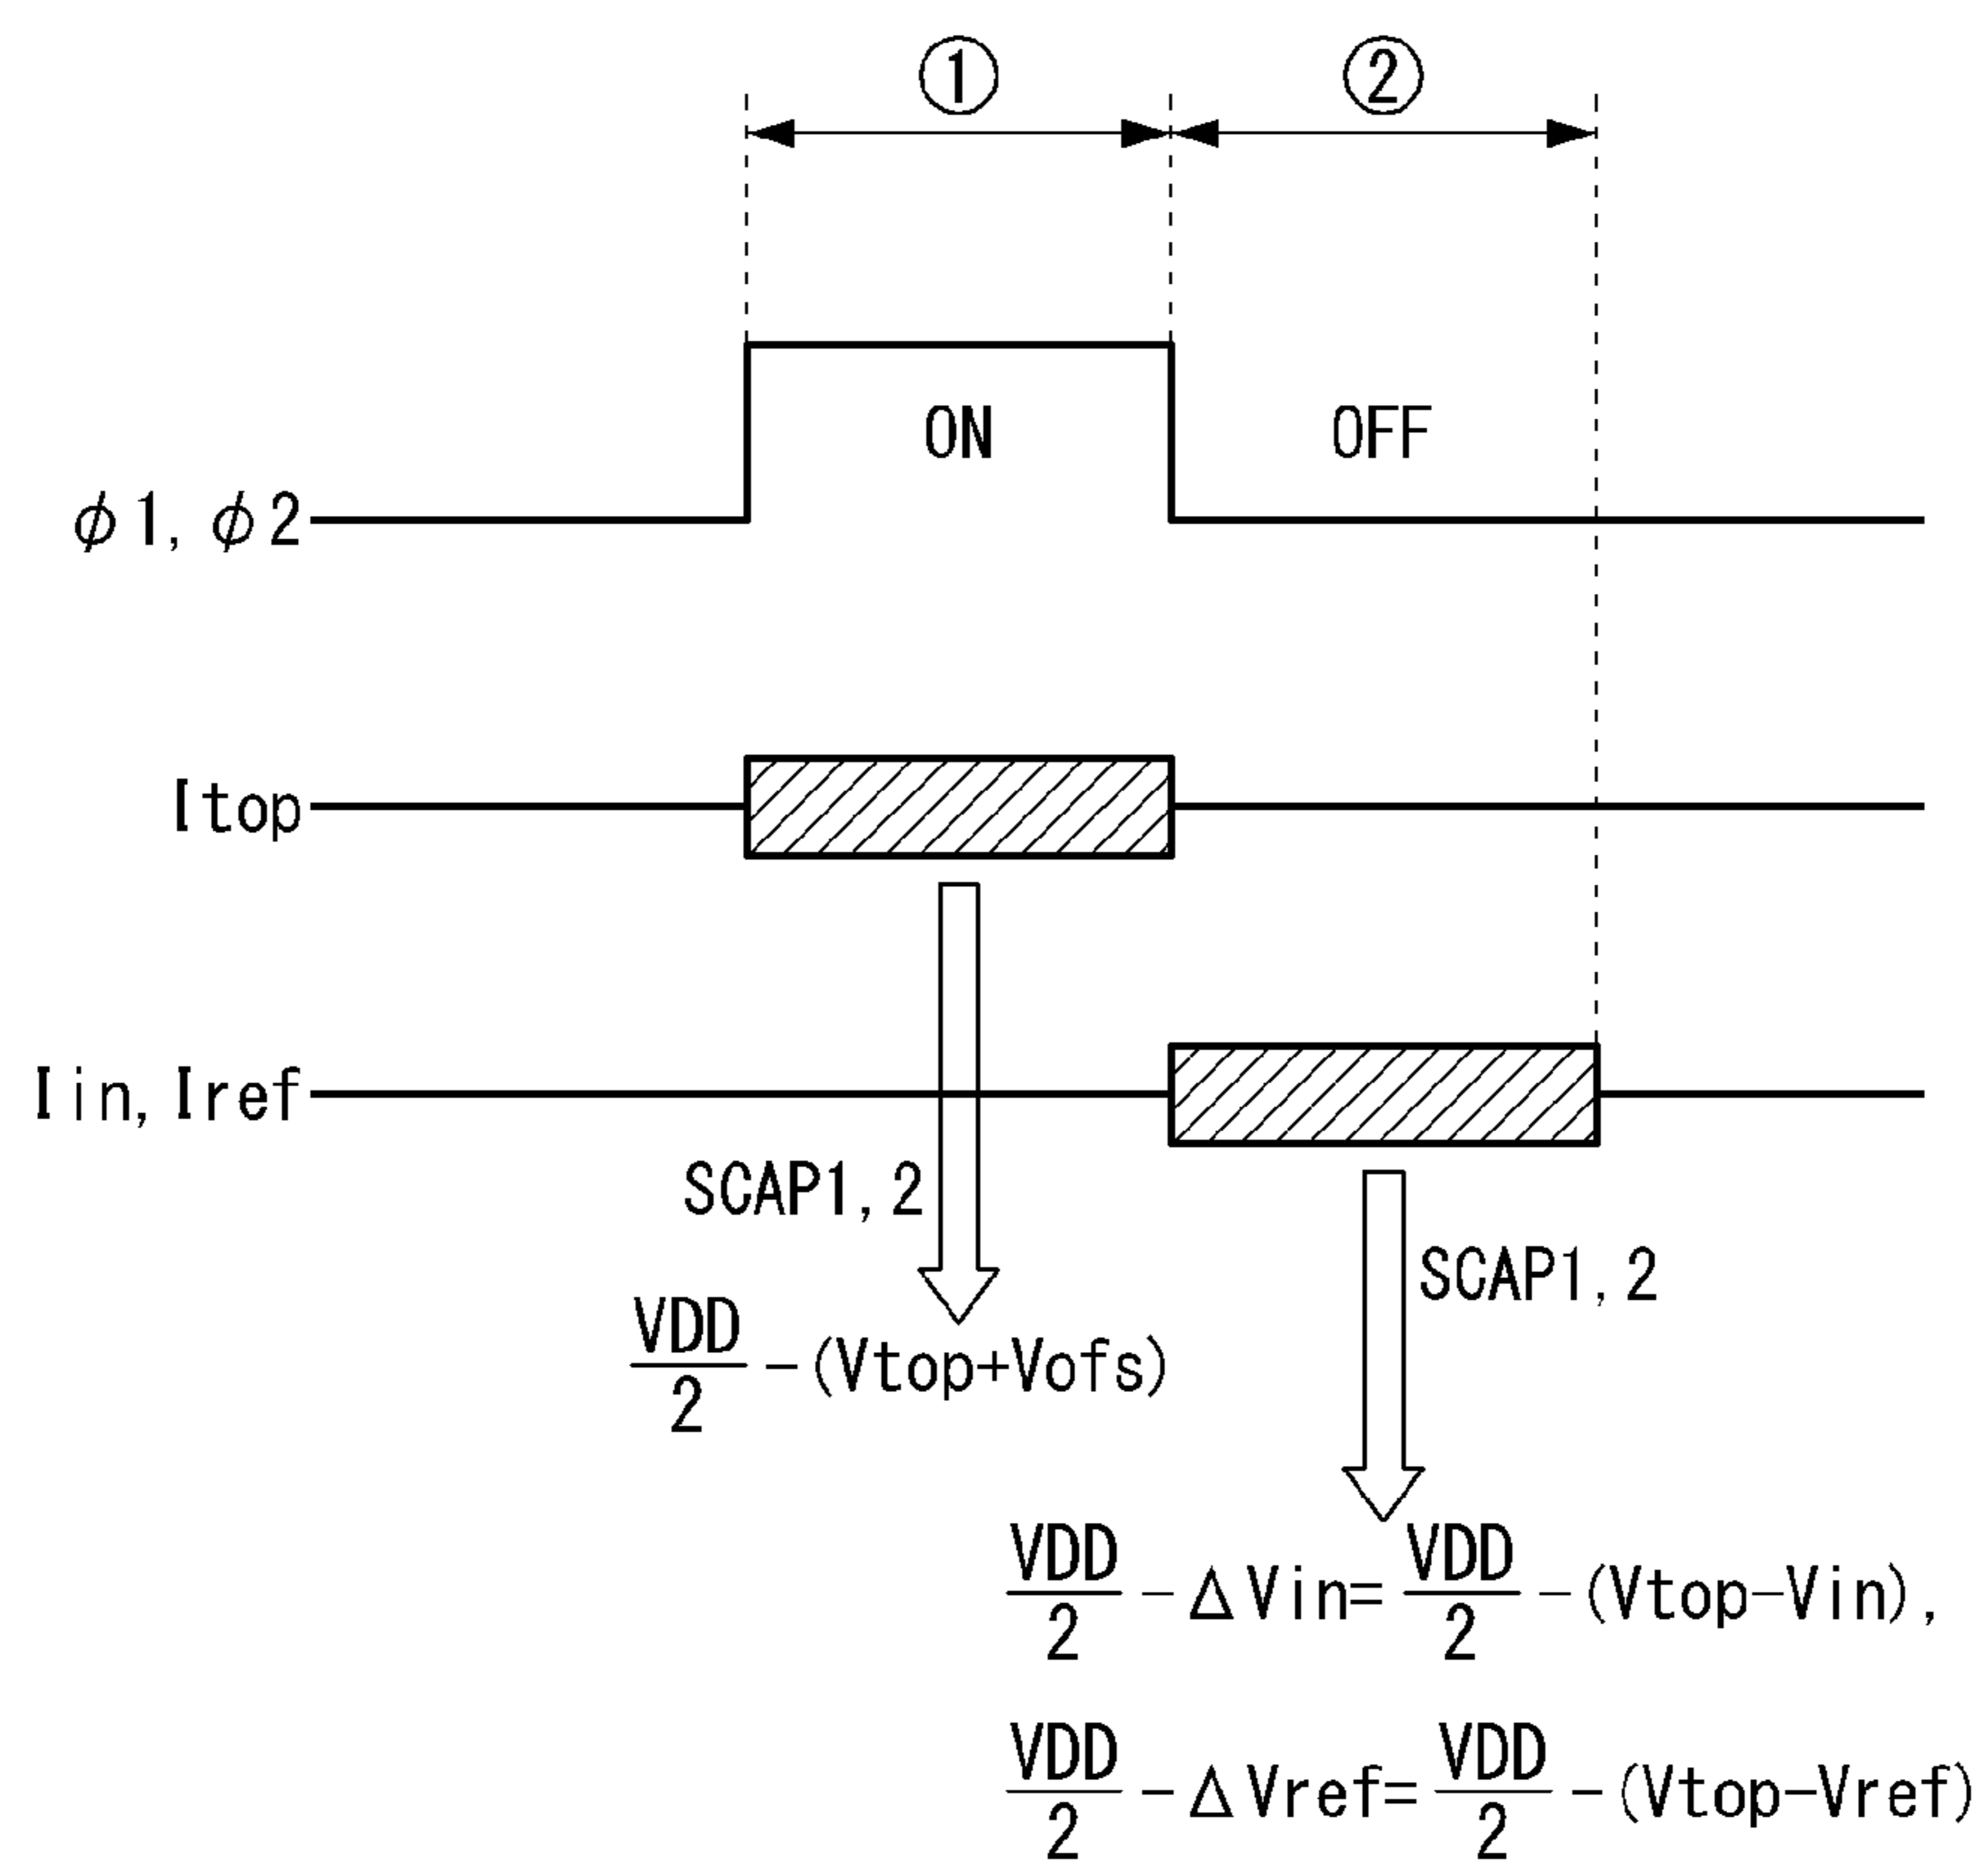 ① ②
ON OFF
φ1, φ2
Itop
Iin, Iref
SCAP1, 2
SCAP1, 2
VDD/2-(Vtop+Vofs)
VDD/2-ΔVin=VDD/2-(Vtop-Vin),
VDD/2-ΔVref=VDD/2-(Vtop-Vref)